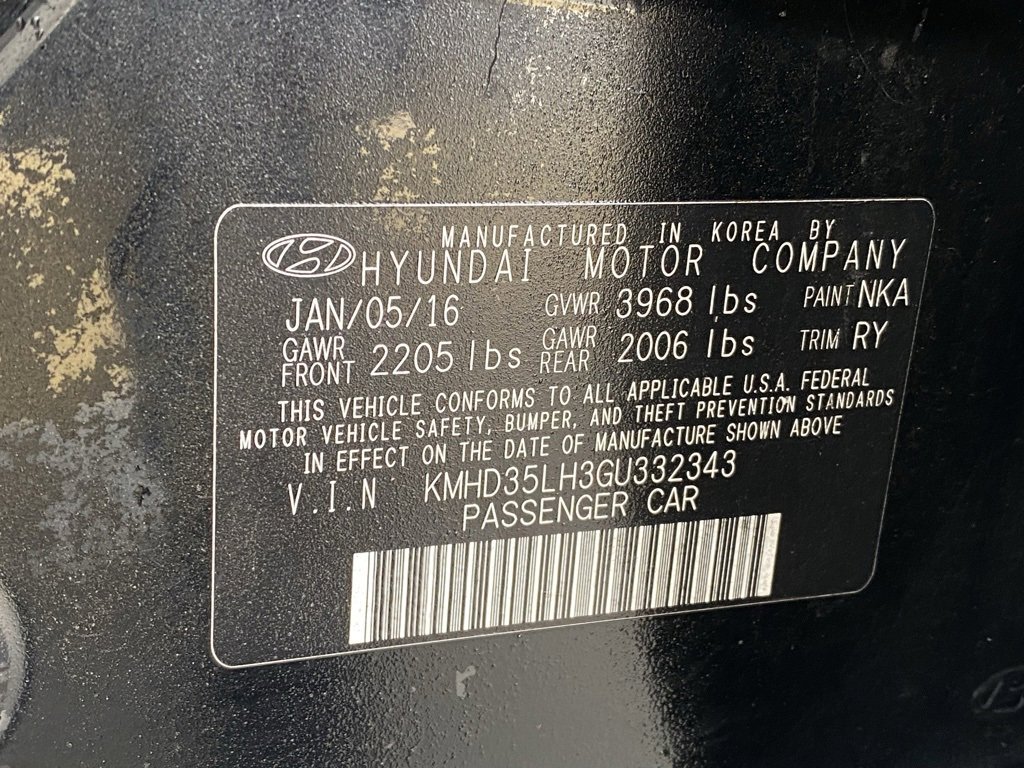 MANUFACTURED IN KOREA BY
HYUNDAI MOTOR COMPANY
JAN/05/16 GVWR 3968 lbs PAINT NKA
GAWR FRONT 2205 lbs GAWR REAR 2006 lbs TRIM RY
THIS VEHICLE CONFORMS TO ALL APPLICABLE U.S.A. FEDERAL
MOTOR VEHICLE SAFETY, BUMPER, AND THEFT PREVENTION STANDARDS
IN EFFECT ON THE DATE OF MANUFACTURE SHOWN ABOVE
V.I.N KMHD35LH3GU332343
PASSENGER CAR